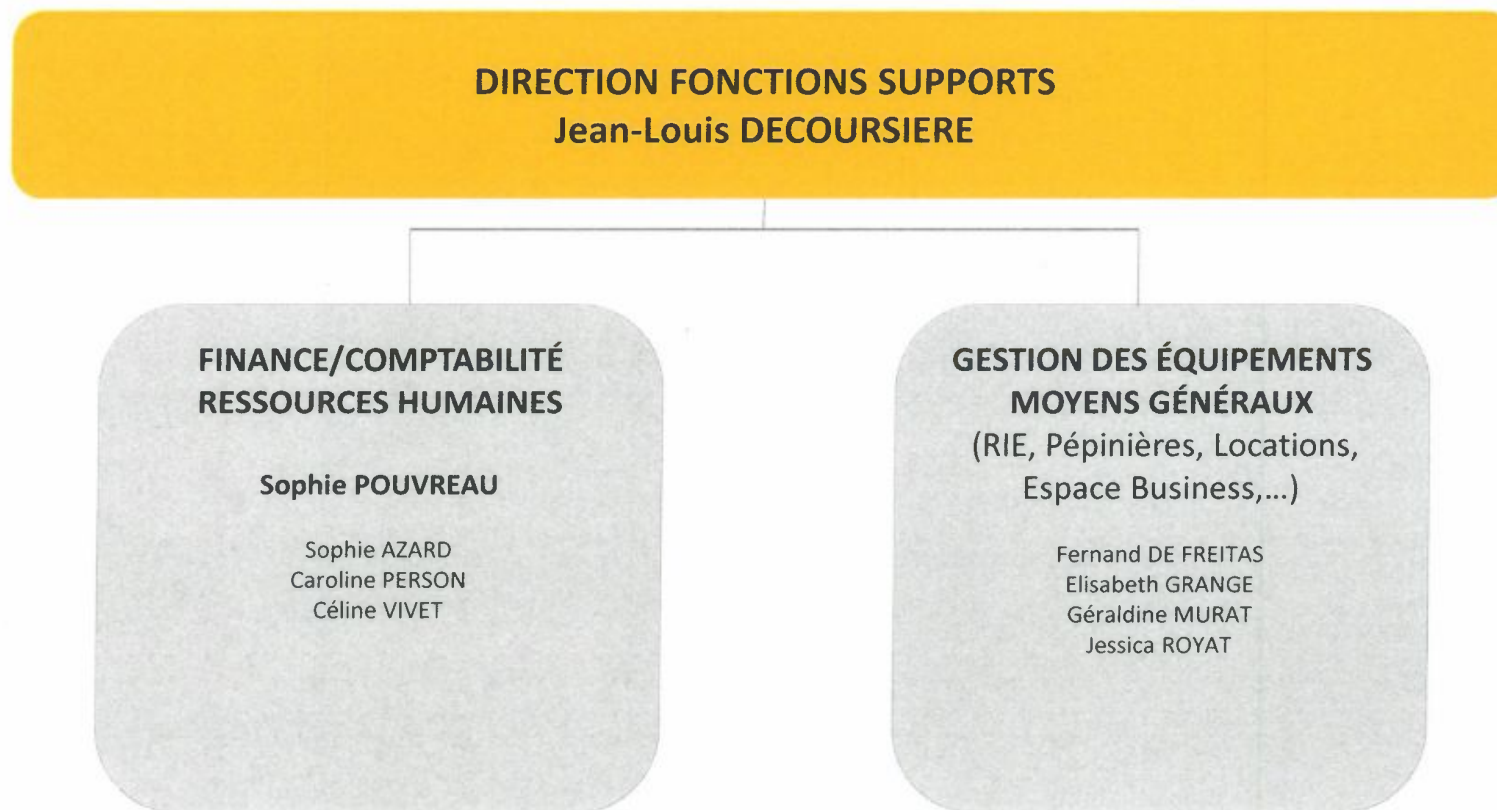 DIRECTION FONCTIONS SUPPORTS
Jean-Louis DECOURSIERE
FINANCE/COMPTABILITÉ
RESSOURCES HUMAINES
Sophie POUVREAU
Sophie AZARD
Caroline PERSON
Céline VIVET
GESTION DES ÉQUIPEMENTS
MOYENS GÉNÉRAUX
(RIE, Pépinières, Locations,
Espace Business,...)
Fernand DE FREITAS
Elisabeth GRANGE
Géraldine MURAT
Jessica ROYAT